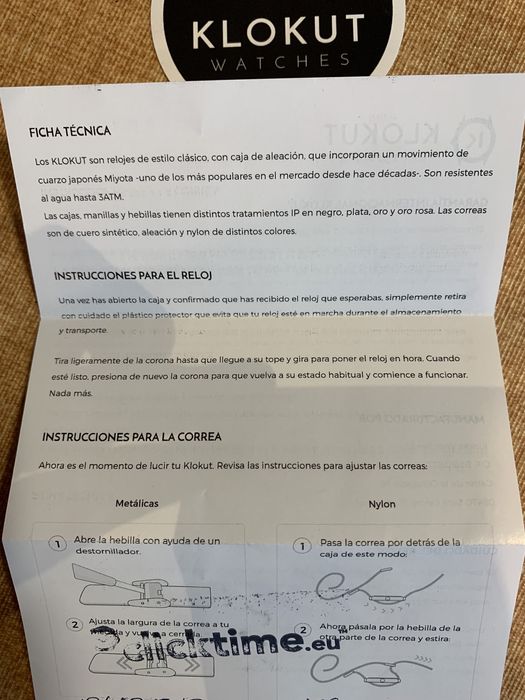 KLOKUT
WATCHES
FICHA TÉCNICA
Los KLOKUT son relojes de estilo clásico, con caja de aleación, que incorporan un movimiento de
cuarzo japonés Miyota -uno de los más populares en el mercado desde hace décadas-. Son resistentes
al agua hasta 3ATM.
Las cajas, manillas y hebillas tienen distintos tratamientos IP en negro, plata, oro y oro rosa. Las correas
son de cuero sintético, aleación y nylon de distintos colores.
INSTRUCCIONES PARA EL RELOJ
Una vez has abierto la caja y confirmado que has recibido el reloj que esperabas, simplemente retira
con cuidado el plástico protector que evita que tu reloj esté en marcha durante el almacenamiento
y transporte.
Tira ligeramente de la corona hasta que llegue a su tope y gira para poner el reloj en hora. Cuando
esté listo, presiona de nuevo la corona para que vuelva a su estado habitual y comience a funcionar.
Nada más.
INSTRUCCIONES PARA LA CORREA
Ahora es el momento de lucir tu Klokut. Revisa las instrucciones para ajustar las correas:
Metálicas
Nylon
1 Abre la hebilla con ayuda de un
destornillador.
1 Pasa la correa por detrás de la
caja de este modo:
2 Ajusta la largura de la correa a tu
medida y vuelve a cerrarla.
2 Ahora pásala por la hebilla de la
otra parte de la correa y estira:
clicktime.eu™